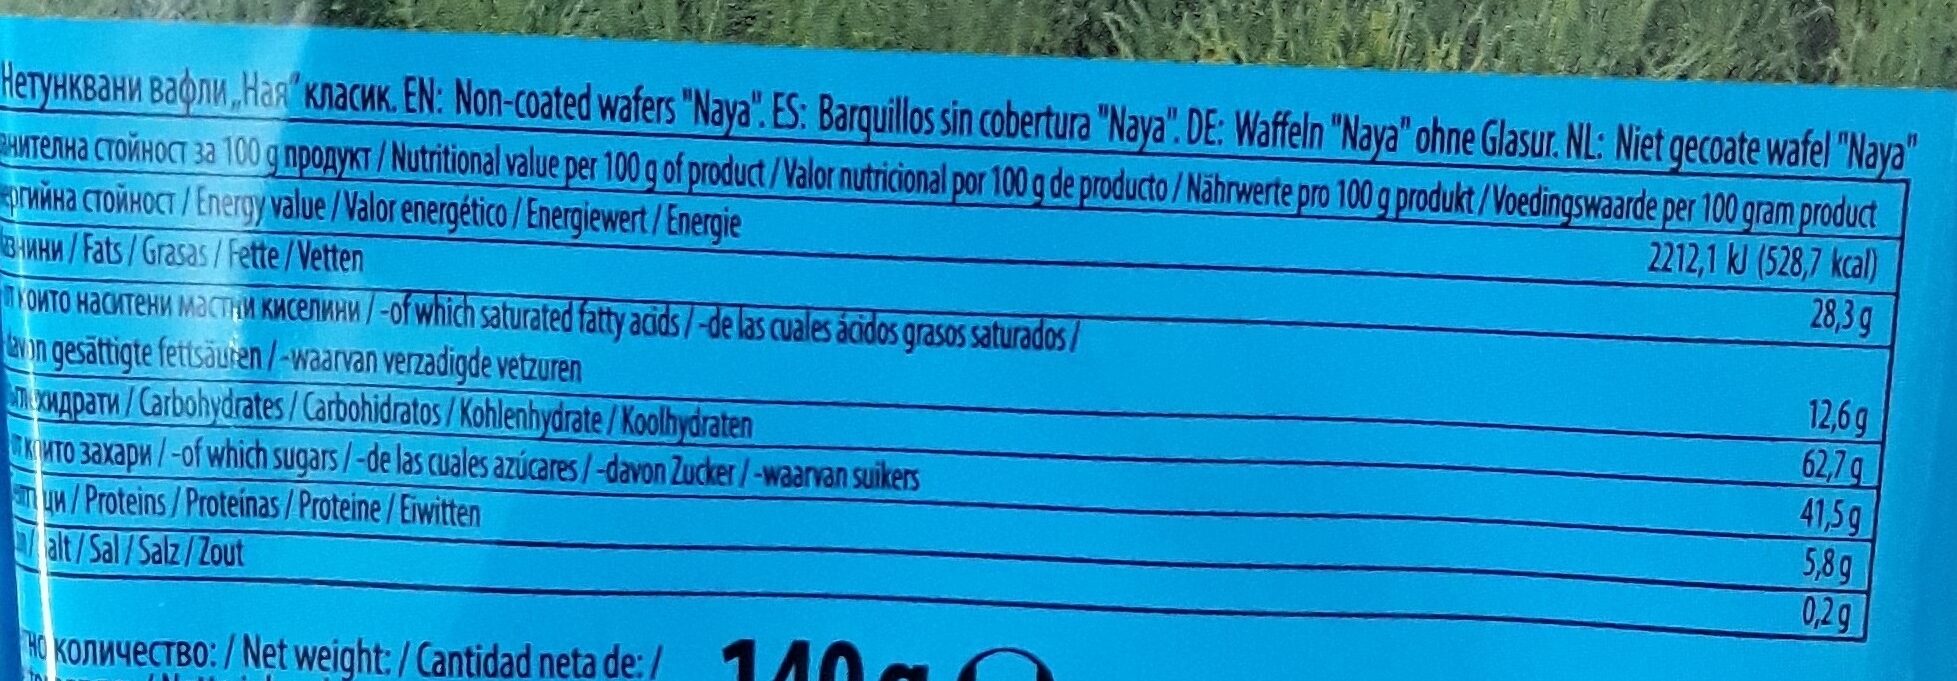 Нетунквани вафли „Ная" класик. EN: Non-coated wafers "Naya". ES: Barquillos sin cobertura "Naya". DE: Waffeln "Naya" ohne Glasur. NL: Niet gecoate wafel "Naya"
стойност за 100 g продукт / Nutritional value per 100 g of product / Valor nutricional por 100 g de producto / Nährwerte pro 100 g produkt / Voedingswaarde per 100 gram product
стойност / Energy value / Valor energético / Energiewert / Energie 2212,1 kJ (528,7 kcal)
/ Fats / Grasas / Fette / Vetten 28,3 g
които наситени мастни киселини / -of which saturated fatty acids / -de las cuales ácidos grasos saturados /
davon gesättigte fettsäuren / -waarvan verzadigde vetzuren 12,6 g
/ Carbohydrates / Carbohidratos / Kohlenhydrate / Koolhydraten 62,7 g
които захари / -of which sugars / -de las cuales azúcares / -davon Zucker / -waarvan suikers 41,5 g
/ Proteins / Proteínas / Proteine / Eiwitten 5,8 g
/ Salt / Sal / Salz / Zout 0,2 g
количество: / Net weight: / Cantidad neta de: / 140 g